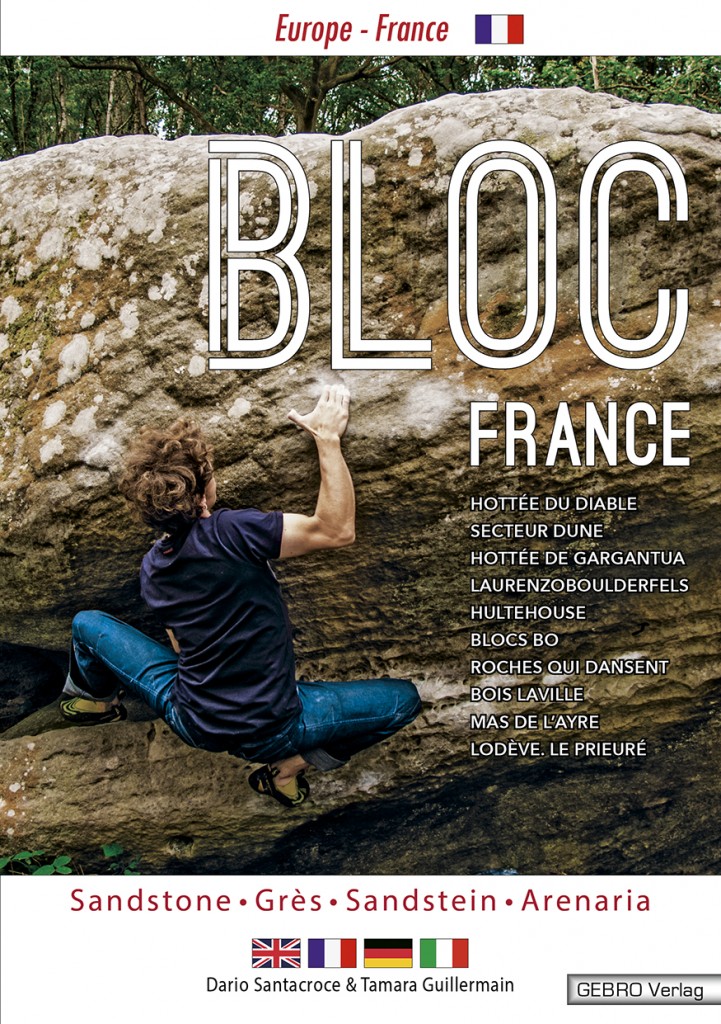 Europe - France
BLOC
FRANCE
HOTTÉE DU DIABLE
SECTEUR DUNE
HOTTÉE DE GARGANTUA
LAURENZOBOULDERFELS
HULTEHOUSE
BLOCS BO
ROCHES QUI DANSENT
BOIS LAVILLE
MAS DE L'AYRE
LODÈVE. LE PRIEURÉ
Sandstone • Grès • Sandstein • Arenaria
Dario Santacroce & Tamara Guillermain
GEBRO Verlag